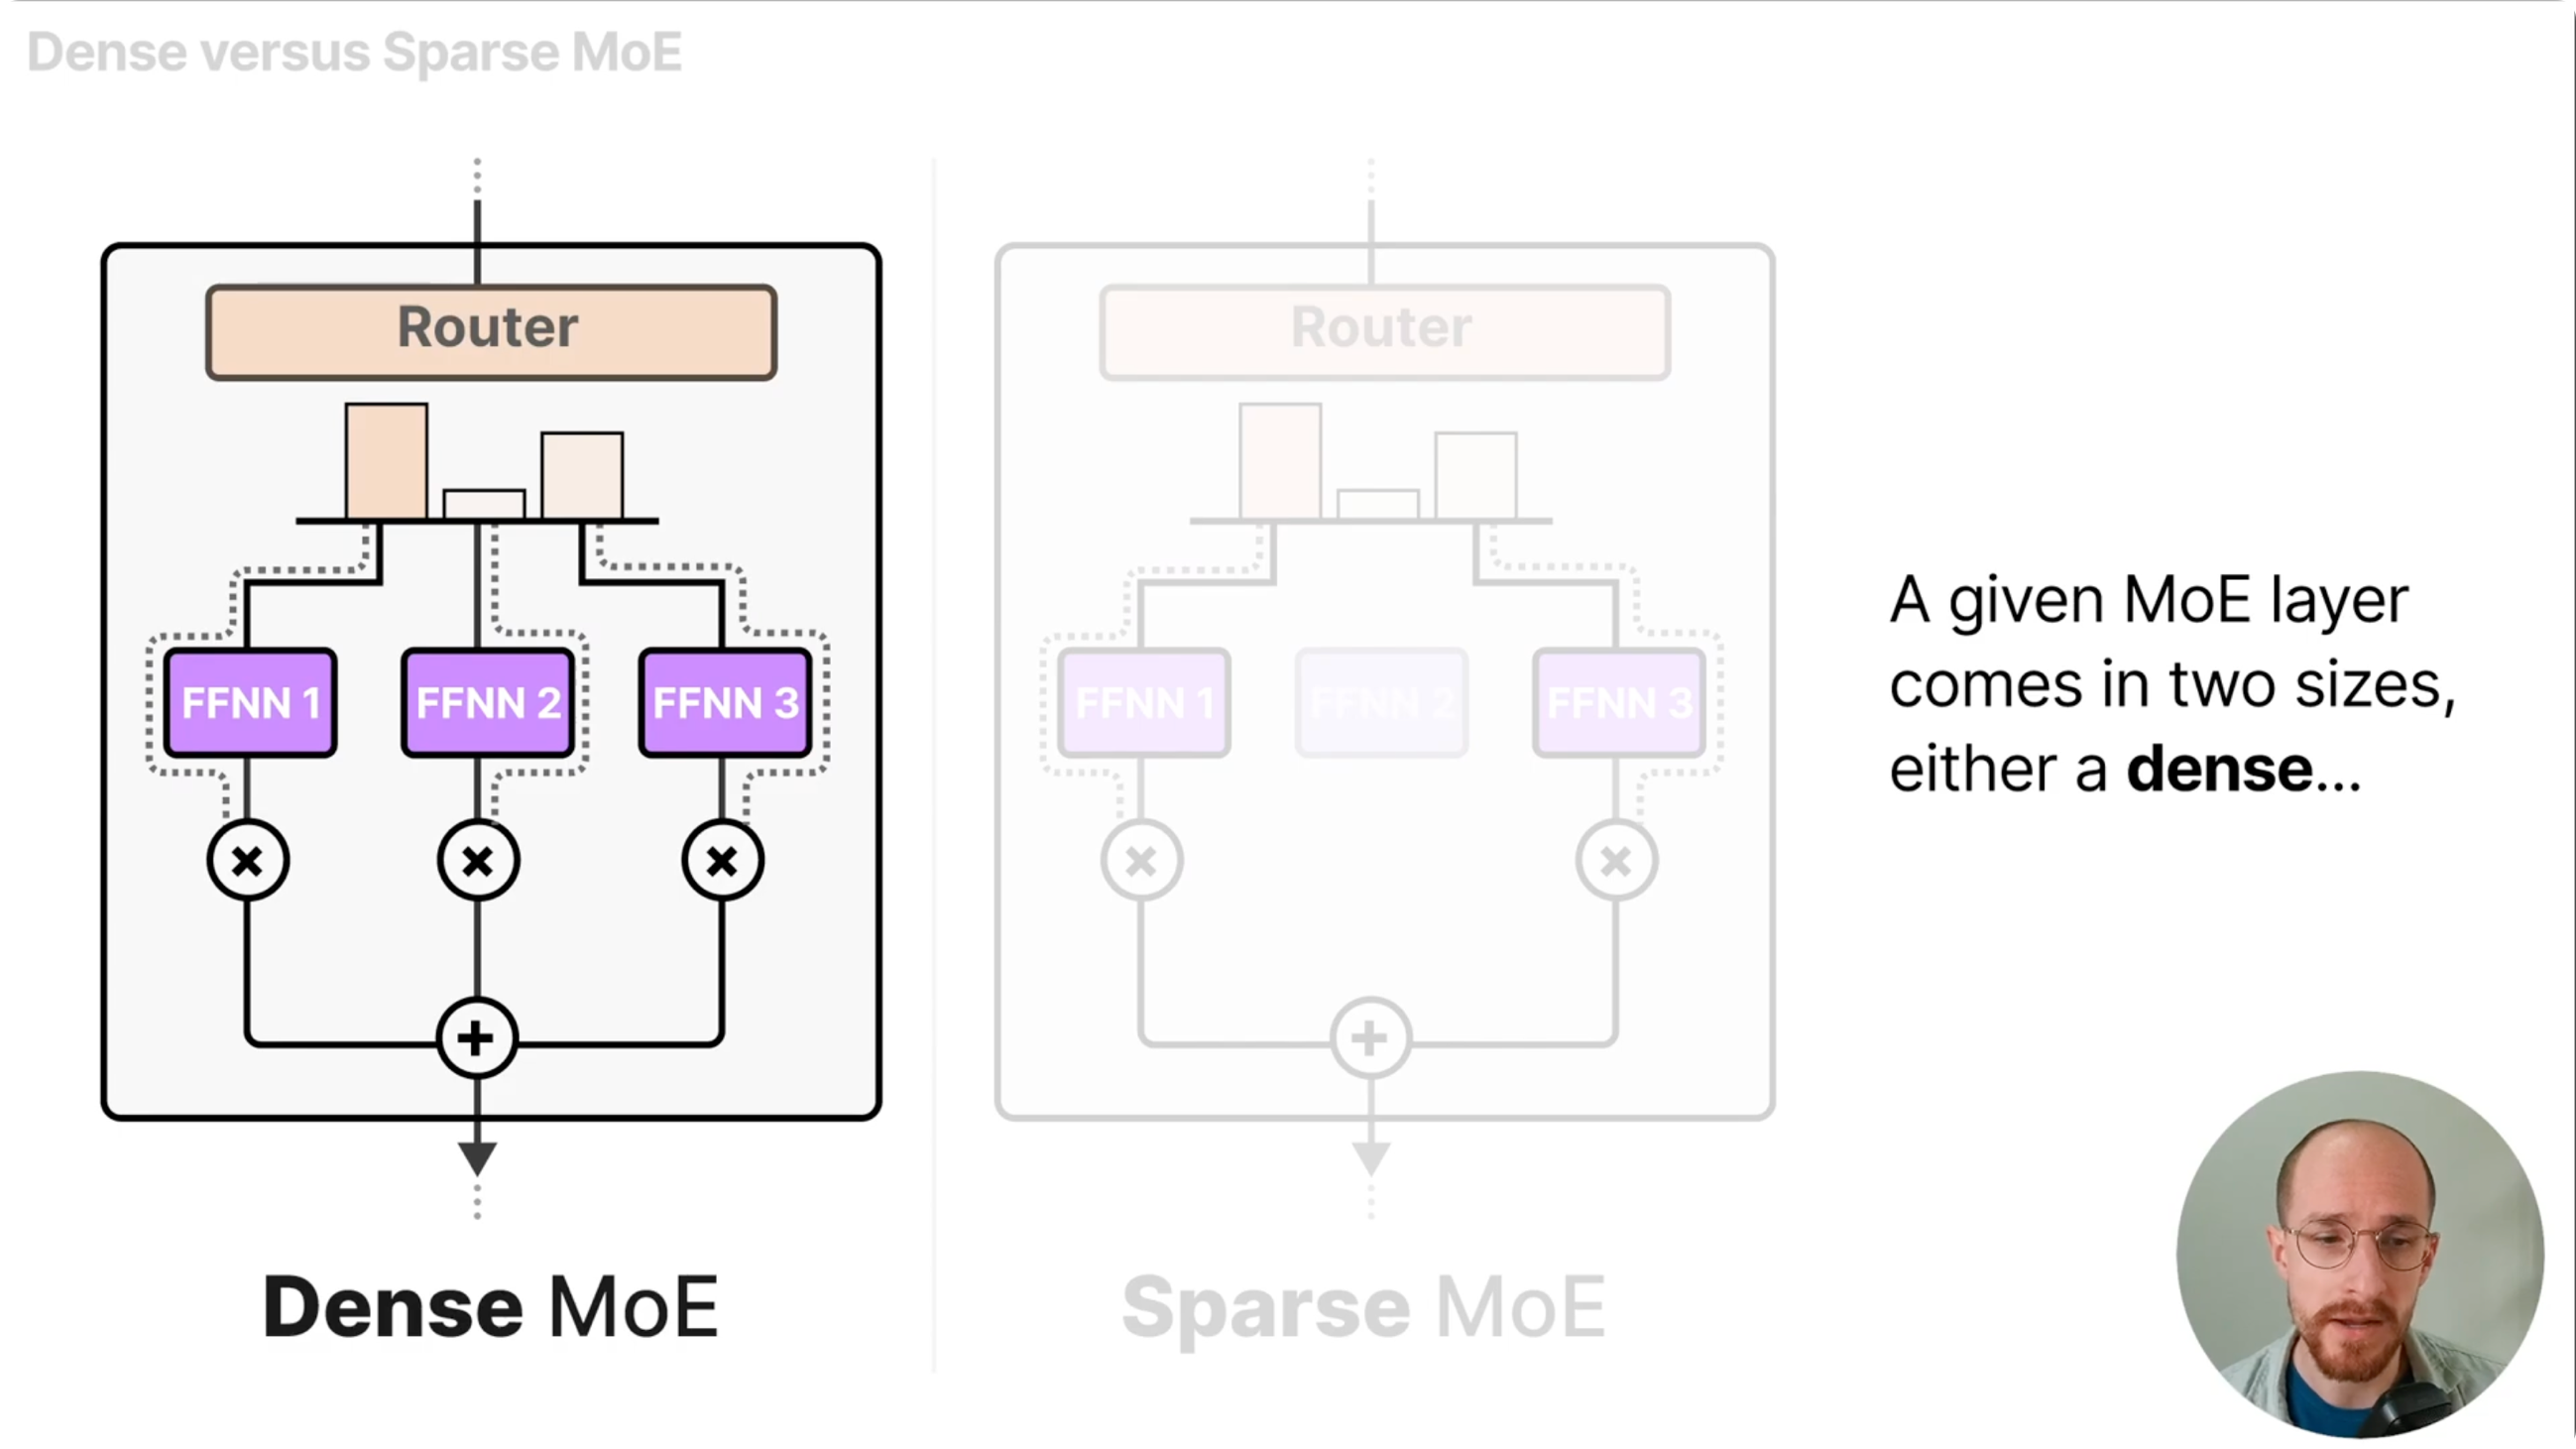 Dense versus Sparse MoE
Router
FFNN 1
FFNN 2
FFNN 3
Dense MoE
Router
FFNN 1
FFNN 2
FFNN 3
Sparse MoE
A given MoE layer
comes in two sizes,
either a dense...